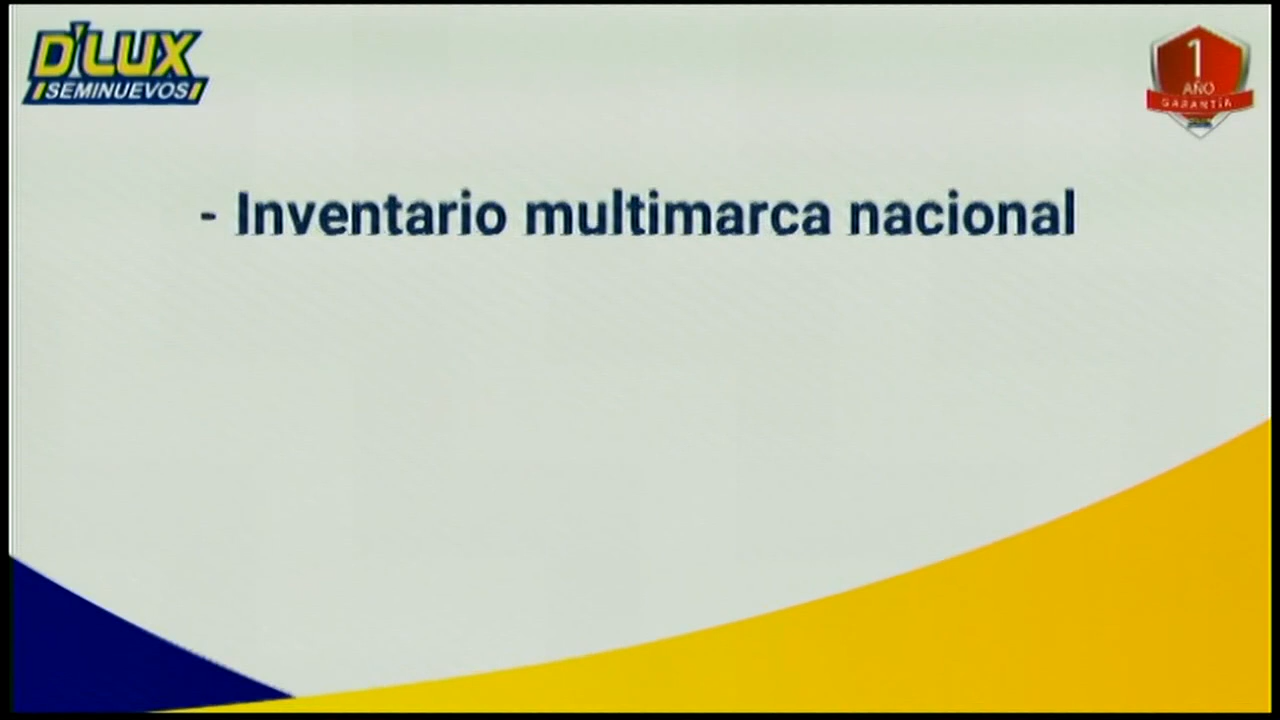 D'LUX
SEMINUEVOS
1
AÑO
GARANTÍA
- Inventario multimarca nacional